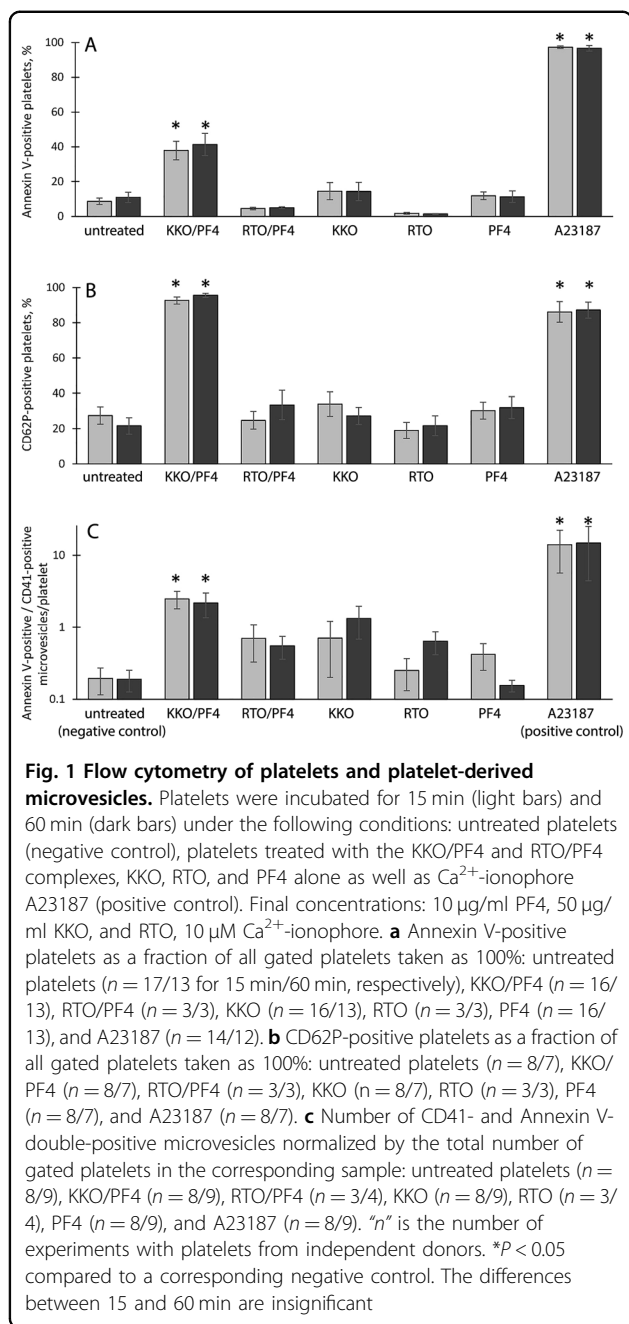 A
Annexin V-positive platelets, %
100
80
60
40
20
0
* *
* *
untreated KKO/PF4 RTO/PF4 KKO RTO PF4 A23187
B
CD62P-positive platelets, %
100
80
60
40
20
0
* *
* *
untreated KKO/PF4 RTO/PF4 KKO RTO PF4 A23187
C
Annexin V-positive / CD41-positive
microvesicles/platelet
10
1
0.1
* *
* *
untreated KKO/PF4 RTO/PF4 KKO RTO PF4 A23187
(negative control) (positive control)
Fig. 1 Flow cytometry of platelets and platelet-derived
microvesicles. Platelets were incubated for 15 min (light bars) and
60 min (dark bars) under the following conditions: untreated platelets
(negative control), platelets treated with the KKO/PF4 and RTO/PF4
complexes, KKO, RTO, and PF4 alone as well as Ca²⁺-ionophore
A23187 (positive control). Final concentrations: 10 µg/ml PF4, 50 µg/
ml KKO, and RTO, 10 µM Ca²⁺-ionophore. a Annexin V-positive
platelets as a fraction of all gated platelets taken as 100%: untreated
platelets (n = 17/13 for 15 min/60 min, respectively), KKO/PF4 (n = 16/
13), RTO/PF4 (n = 3/3), KKO (n = 16/13), RTO (n = 3/3), PF4 (n = 16/
13), and A23187 (n = 14/12). b CD62P-positive platelets as a fraction of
all gated platelets taken as 100%: untreated platelets (n = 8/7), KKO/
PF4 (n = 8/7), RTO/PF4 (n = 3/3), KKO (n = 8/7), RTO (n = 3/3), PF4
(n = 8/7), and A23187 (n = 8/7). c Number of CD41- and Annexin V-
double-positive microvesicles normalized by the total number of
gated platelets in the corresponding sample: untreated platelets (n =
8/9), KKO/PF4 (n = 8/9), RTO/PF4 (n = 3/4), KKO (n = 8/9), RTO (n = 3/
4), PF4 (n = 8/9), and A23187 (n = 8/9). "n" is the number of
experiments with platelets from independent donors. *P < 0.05
compared to a corresponding negative control. The differences
between 15 and 60 min are insignificant